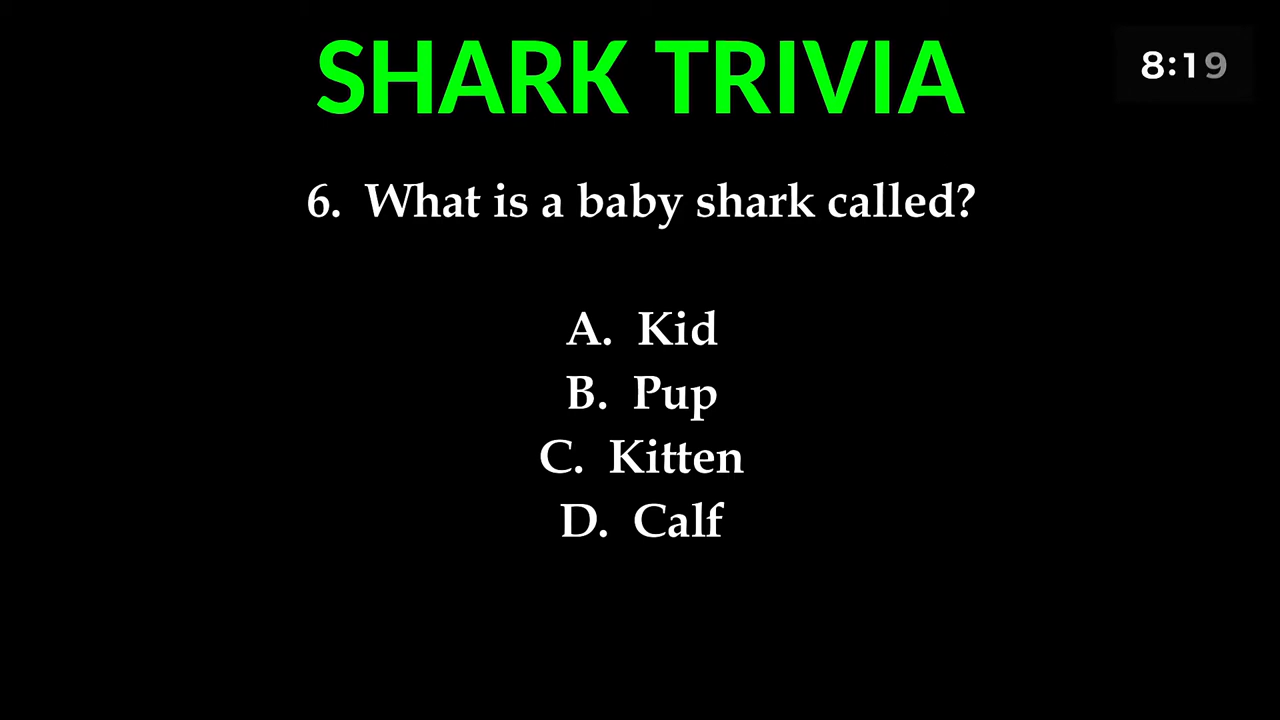 SHARK TRIVIA
8:19
6. What is a baby shark called?
A. Kid
B. Pup
C. Kitten
D. Calf